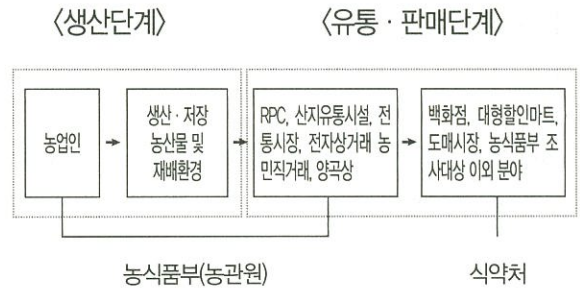 〈생산단계〉
〈유통·판매단계〉
농업인
생산·저장
농산물 및
재배환경
RPC, 산지유통시설, 전
통시장, 전자상거래 농
민직거래, 양곡상
백화점, 대형할인마트,
도매시장, 농식품부 조
사대상 이외 분야
농식품부(농관원)
식약처